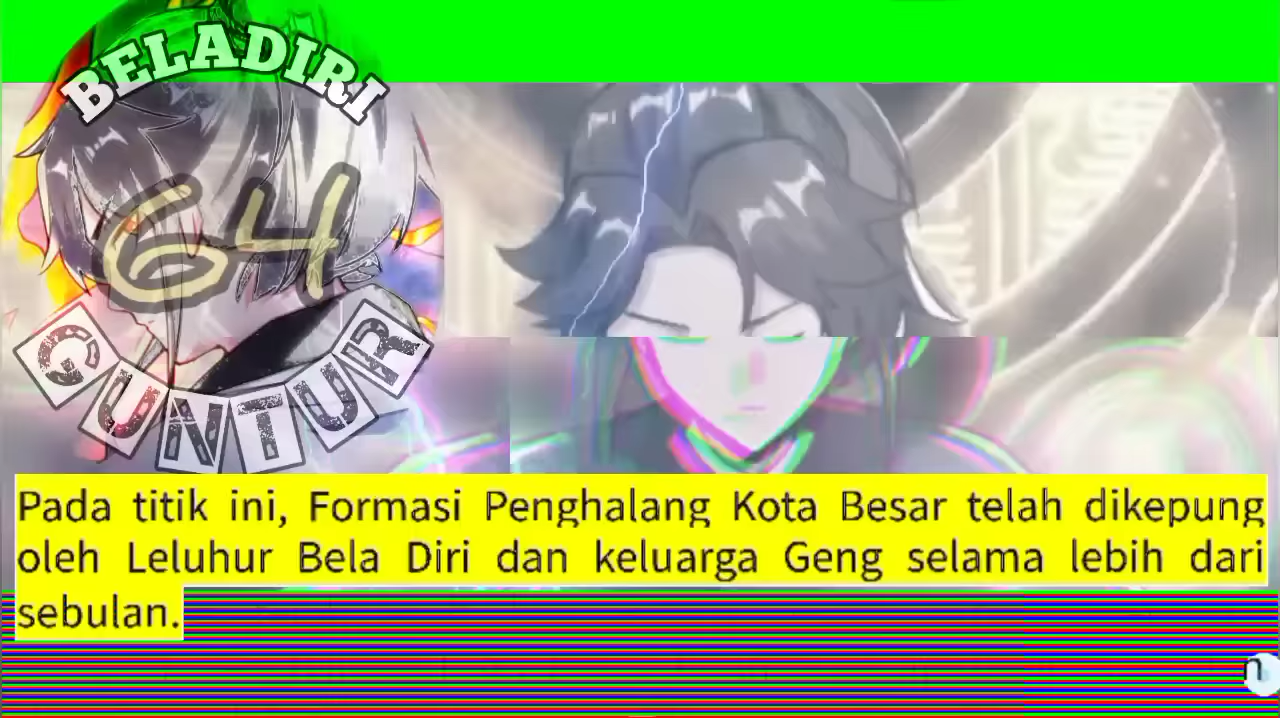 BELADIRI
64
GUNTUR
Pada titik ini, Formasi Penghalang Kota Besar telah dikepung
oleh Leluhur Bela Diri dan keluarga Geng selama lebih dari
sebulan.
n